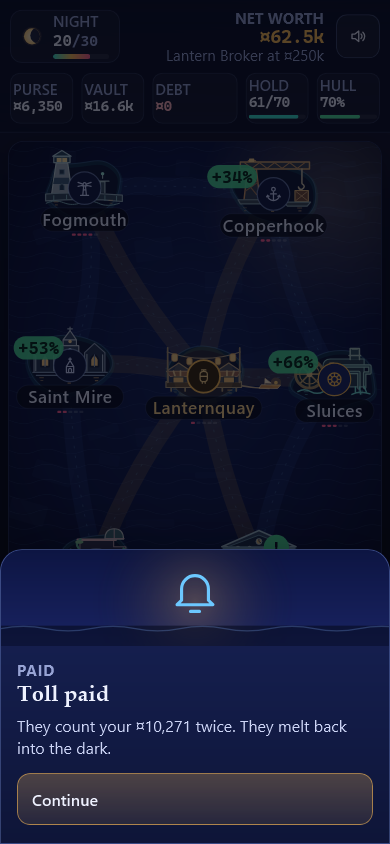 NIGHT
20/30
NET WORTH
¤62.5k
Lantern Broker at ¤250k
PURSE
¤6,350
VAULT
¤16.6k
DEBT
¤0
HOLD
61/70
HULL
70%
+34%
Fogmouth
Copperhook
+53%
+66%
Saint Mire
Lanternquay
Sluices
!
PAID
Toll paid
They count your ¤10,271 twice. They melt back
into the dark.
Continue